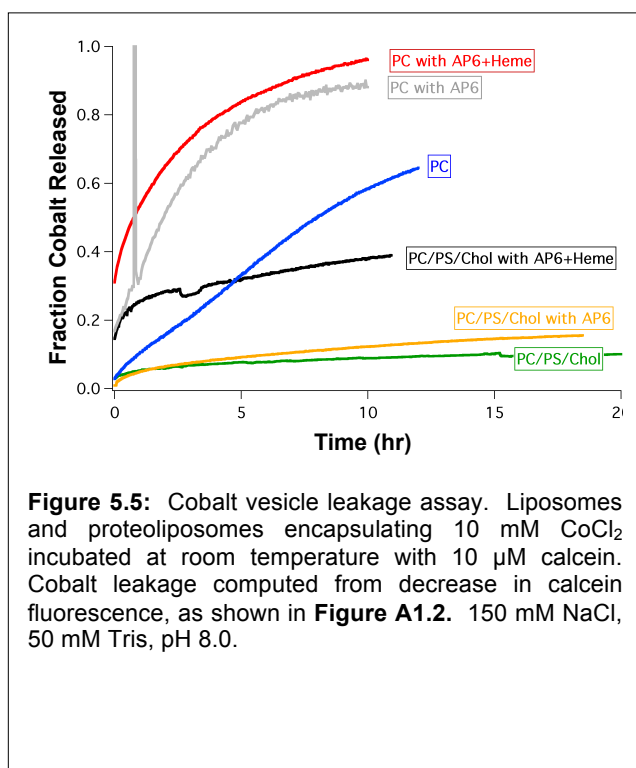 1.0
0.8
0.6
0.4
0.2
0.0
Fraction Cobalt Released
0
5
10
15
20
Time (hr)
PC with AP6+Heme
PC with AP6
PC
PC/PS/Chol with AP6+Heme
PC/PS/Chol with AP6
PC/PS/Chol
Figure 5.5: Cobalt vesicle leakage assay. Liposomes
and proteoliposomes encapsulating 10 mM CoCl₂
incubated at room temperature with 10 µM calcein.
Cobalt leakage computed from decrease in calcein
fluorescence, as shown in Figure A1.2. 150 mM NaCl,
50 mM Tris, pH 8.0.